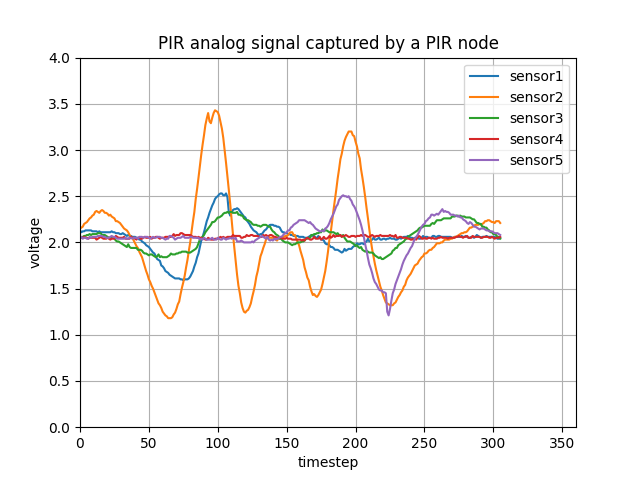 PIR analog signal captured by a PIR node
4.0
3.5
3.0
2.5
2.0
1.5
1.0
0.5
0.0
voltage
sensor1
sensor2
sensor3
sensor4
sensor5
0 50 100 150 200 250 300 350
timestep